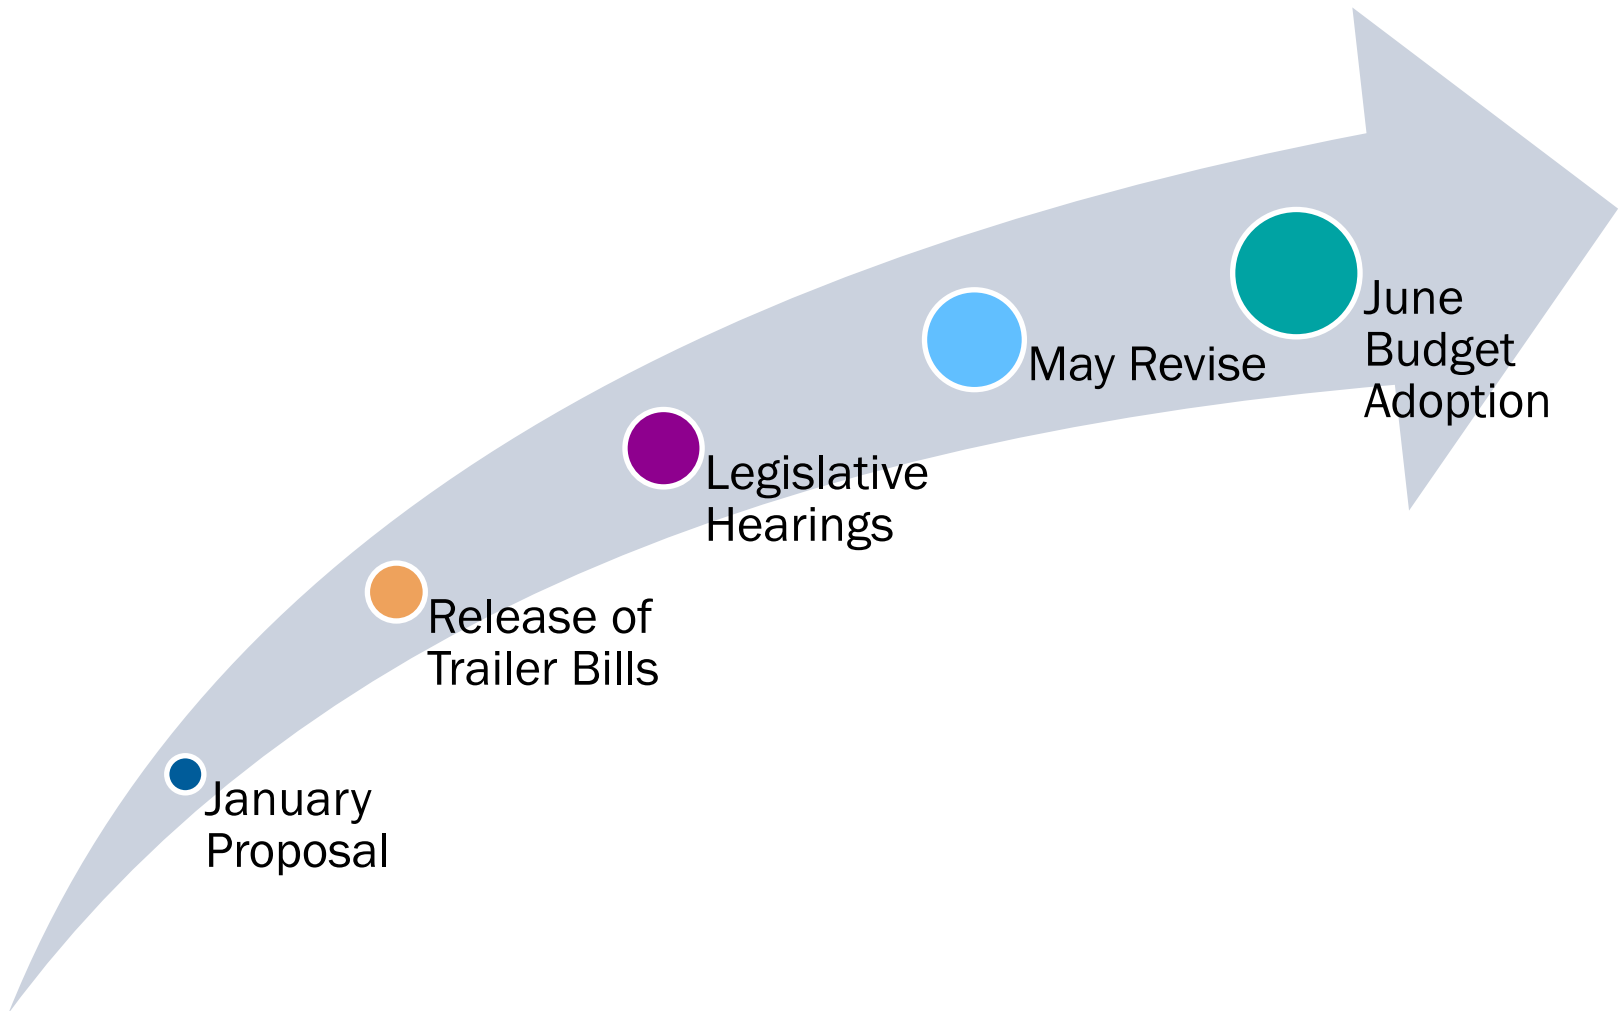 January
Proposal
Release of
Trailer Bills
Legislative
Hearings
May Revise
June
Budget
Adoption